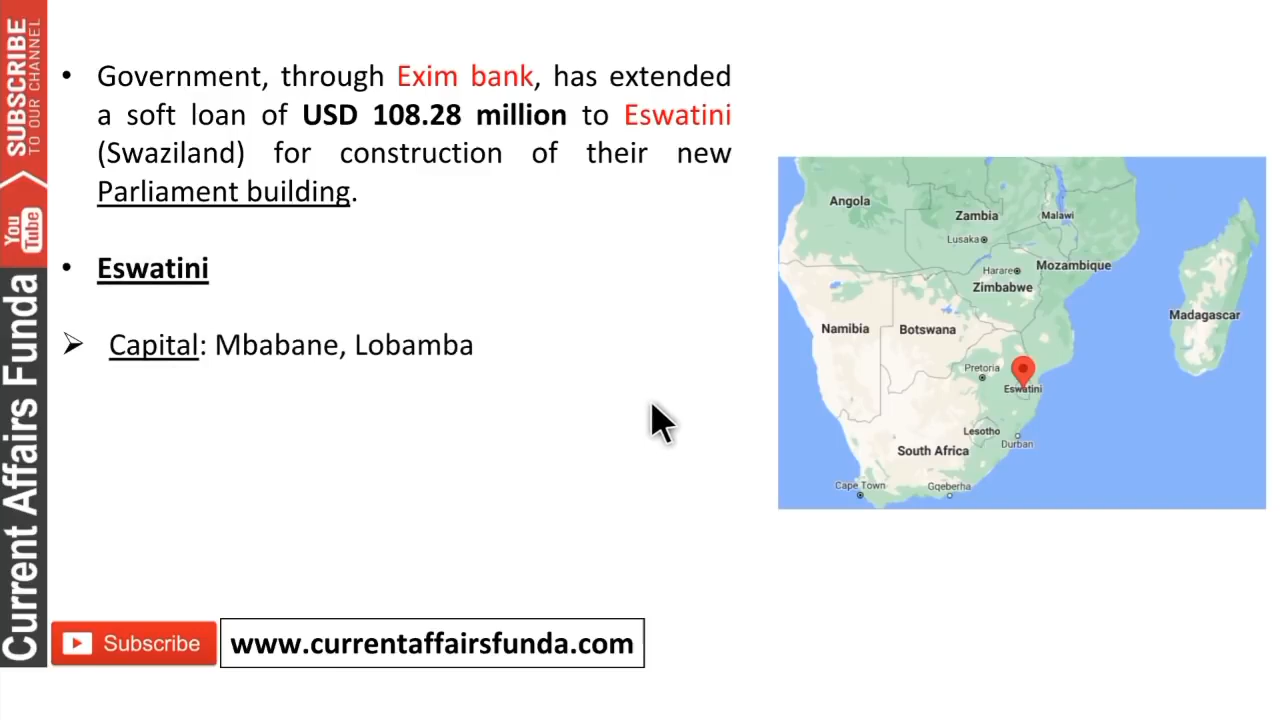 SUBSCRIBE
TO OUR CHANNEL
You
Tube
Current Affairs Funda
• Government, through Exim bank, has extended
a soft loan of USD 108.28 million to Eswatini
(Swaziland) for construction of their new
Parliament building.
• Eswatini
➢ Capital: Mbabane, Lobamba
Angola
Zambia
Malawi
Lusaka
Harare
Mozambique
Zimbabwe
Madagascar
Namibia
Botswana
Pretoria
Eswatini
Lesotho
Durban
South Africa
Cape Town
Gqeberha
Subscribe
www.currentaffairsfunda.com